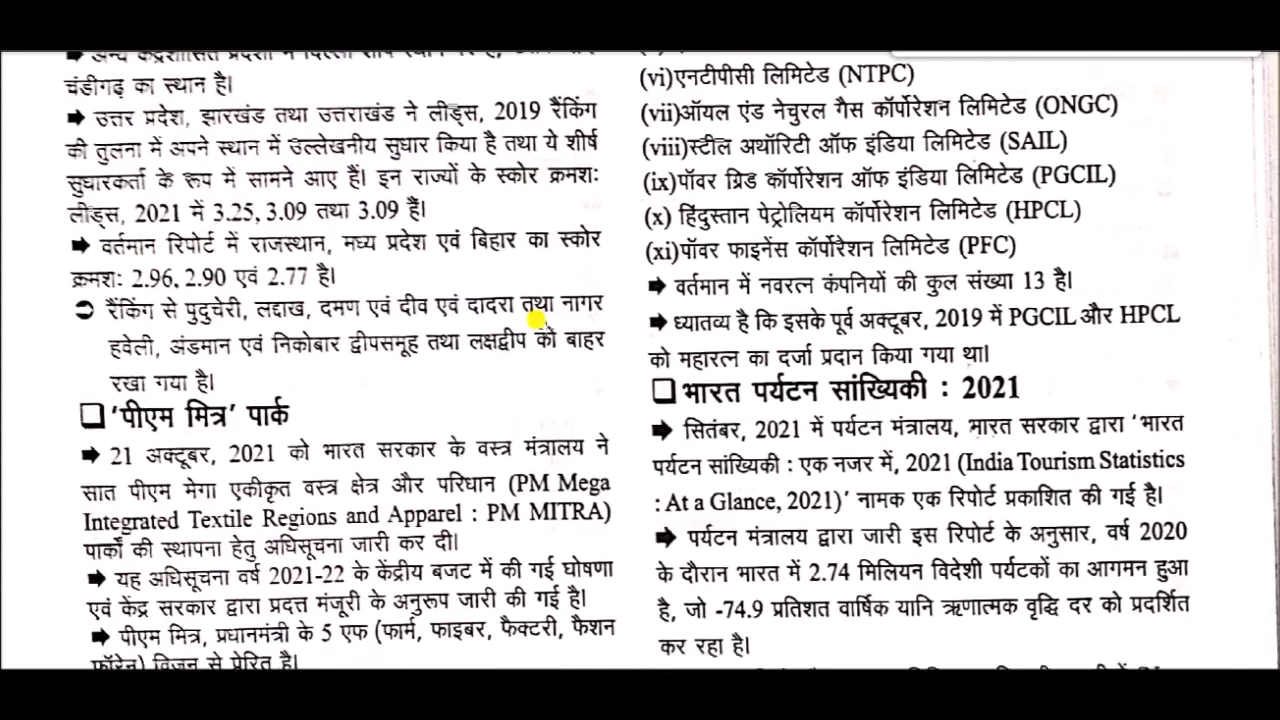 चंडीगढ़ का स्थान है।
➡ उत्तर प्रदेश, झारखंड तथा उत्तराखंड ने लीड्स, 2019 रैंकिंग
की तुलना में अपने स्थान में उल्लेखनीय सुधार किया है तथा ये शीर्ष
सुधारकर्ता के रूप में सामने आए हैं। इन राज्यों के स्कोर क्रमशः
लीड्स, 2021 में 3.25, 3.09 तथा 3.09 है।
➡ वर्तमान रिपोर्ट में राजस्थान, मध्य प्रदेश एवं बिहार का स्कोर
क्रमशः 2.96, 2.90 एवं 2.77 है।
➲ रैंकिंग से पुदुचेरी, लद्दाख, दमण एवं दीव एवं दादरा तथा नागर
हवेली, अंडमान एवं निकोबार द्वीपसमूह तथा लक्षद्वीप को बाहर
रखा गया है।
❑ 'पीएम मित्र' पार्क
➡ 21 अक्टूबर, 2021 को भारत सरकार के वस्त्र मंत्रालय ने
सात पीएम मेगा एकीकृत वस्त्र क्षेत्र और परिधान (PM Mega
Integrated Textile Regions and Apparel : PM MITRA)
पार्कों की स्थापना हेतु अधिसूचना जारी कर दी।
➡ यह अधिसूचना वर्ष 2021-22 के केंद्रीय बजट में की गई घोषणा
एवं केंद्र सरकार द्वारा प्रदत्त मंजूरी के अनुरूप जारी की गई है।
➡ पीएम मित्र, प्रधानमंत्री के 5 एफ (फार्म, फाइबर, फैक्टरी, फैशन
फॉरेन) विजन से प्रेरित है।
(vi)एनटीपीसी लिमिटेड (NTPC)
(vii)ऑयल एंड नेचुरल गैस कॉर्पोरेशन लिमिटेड (ONGC)
(viii)स्टील अथॉरिटी ऑफ इंडिया लिमिटेड (SAIL)
(ix)पॉवर ग्रिड कॉर्पोरेशन ऑफ इंडिया लिमिटेड (PGCIL)
(x) हिंदुस्तान पेट्रोलियम कॉर्पोरेशन लिमिटेड (HPCL)
(xi)पॉवर फाइनेंस कॉर्पोरेशन लिमिटेड (PFC)
➡ वर्तमान में नवरत्न कंपनियों की कुल संख्या 13 है।
➡ ध्यातव्य है कि इसके पूर्व अक्टूबर, 2019 में PGCIL और HPCL
को महारत्न का दर्जा प्रदान किया गया था।
❑ भारत पर्यटन सांख्यिकी : 2021
➡ सितंबर, 2021 में पर्यटन मंत्रालय, भारत सरकार द्वारा 'भारत
पर्यटन सांख्यिकी : एक नजर में, 2021 (India Tourism Statistics
: At a Glance, 2021)' नामक एक रिपोर्ट प्रकाशित की गई है।
➡ पर्यटन मंत्रालय द्वारा जारी इस रिपोर्ट के अनुसार, वर्ष 2020
के दौरान भारत में 2.74 मिलियन विदेशी पर्यटकों का आगमन हुआ
है, जो -74.9 प्रतिशत वार्षिक यानि ऋणात्मक वृद्धि दर को प्रदर्शित
कर रहा है।